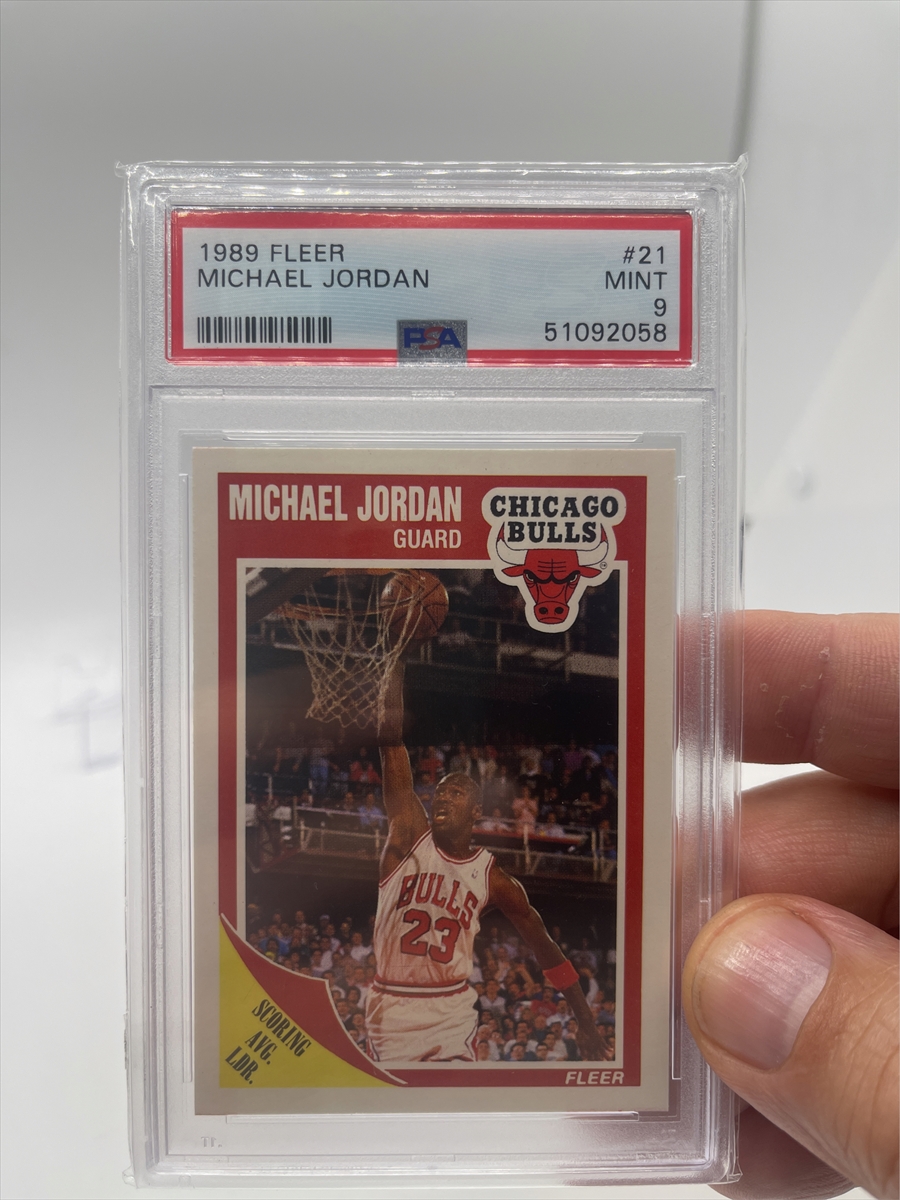 1989 FLEER #21
MICHAEL JORDAN MINT
9
PSA 51092058
MICHAEL JORDAN
GUARD
CHICAGO
BULLS
BULLS
23
SCORING
AVG.
LDR.
FLEER